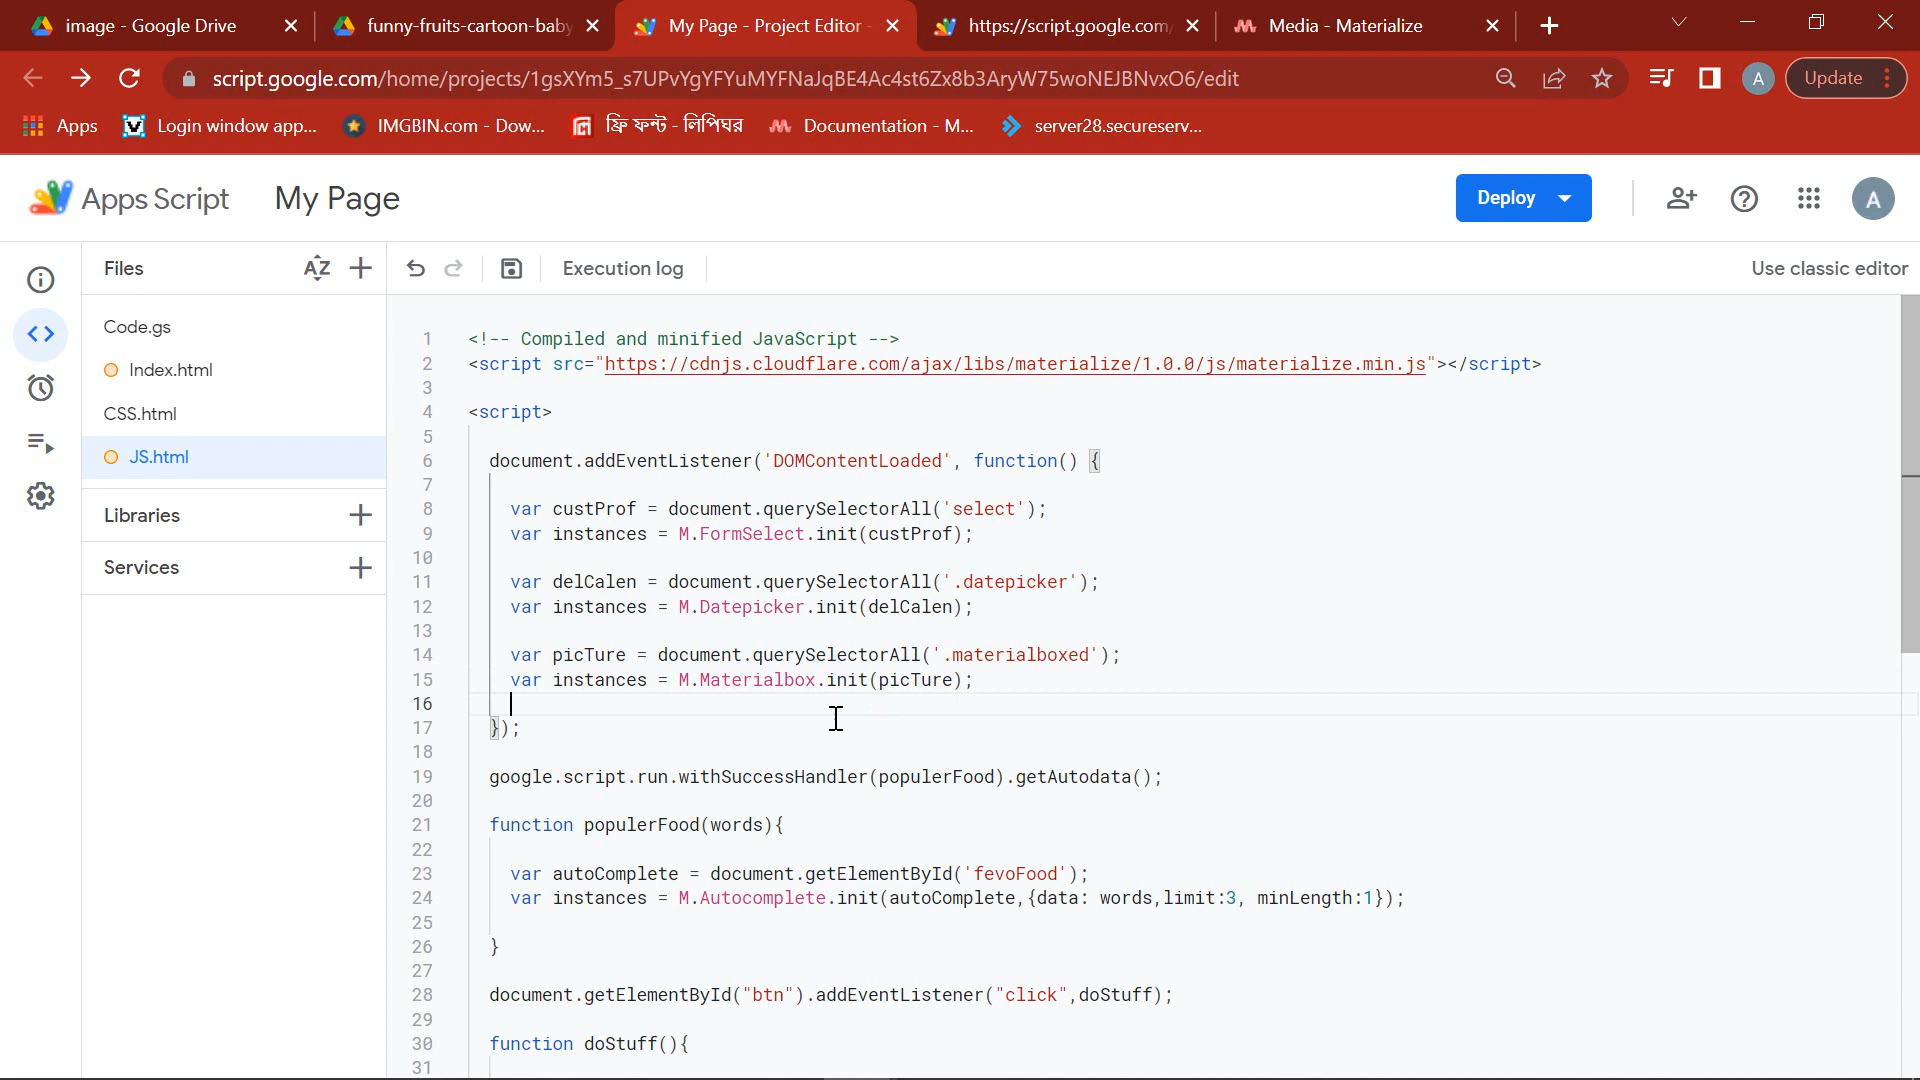 image - Google Drive
funny-fruits-cartoon-baby
My Page - Project Editor -
https://script.google.com/
Media - Materialize
script.google.com/home/projects/1gsXYm5_s7UPvYgYFYuMYFNaJqBE4Ac4st6Zx8b3AryW75woNEJBNvxO6/edit
A
Update
Apps
Login window app...
IMGBIN.com - Dow...
ফ্রি ফন্ট - লিপিঘর
Documentation - M...
server28.secureserv...
Apps Script
My Page
Deploy
A
Files
AZ
Execution log
Use classic editor
Code.gs
Index.html
CSS.html
JS.html
Libraries
Services
1 <!-- Compiled and minified JavaScript -->
2 <script src="https://cdnjs.cloudflare.com/ajax/libs/materialize/1.0.0/js/materialize.min.js"></script>
3
4 <script>
5
6 document.addEventListener('DOMContentLoaded', function() {
7
8 var custProf = document.querySelectorAll('select');
9 var instances = M.FormSelect.init(custProf);
10
11 var delCalen = document.querySelectorAll('.datepicker');
12 var instances = M.Datepicker.init(delCalen);
13
14 var picTure = document.querySelectorAll('.materialboxed');
15 var instances = M.Materialbox.init(picTure);
16
17 });
18
19 google.script.run.withSuccessHandler(populerFood).getAutodata();
20
21 function populerFood(words){
22
23 var autoComplete = document.getElementById('fevoFood');
24 var instances = M.Autocomplete.init(autoComplete,{data: words,limit:3, minLength:1});
25
26 }
27
28 document.getElementById("btn").addEventListener("click",doStuff);
29
30 function doStuff(){
31